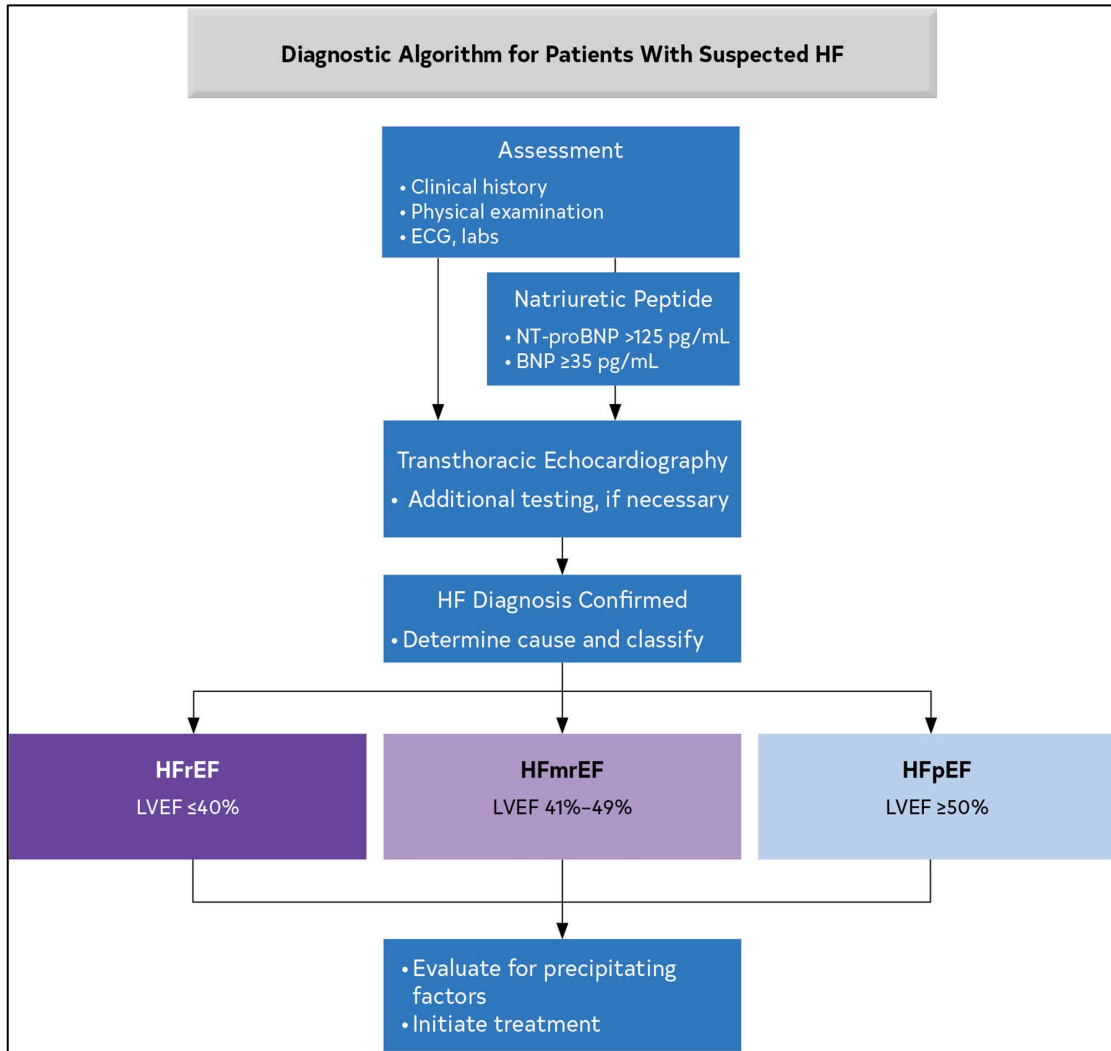 Diagnostic Algorithm for Patients With Suspected HF
Assessment
• Clinical history
• Physical examination
• ECG, labs
Natriuretic Peptide
• NT-proBNP >125 pg/mL
• BNP ≥35 pg/mL
Transthoracic Echocardiography
• Additional testing, if necessary
HF Diagnosis Confirmed
• Determine cause and classify
HFrEF
LVEF ≤40%
HFmrEF
LVEF 41%–49%
HFpEF
LVEF ≥50%
• Evaluate for precipitating
factors
• Initiate treatment